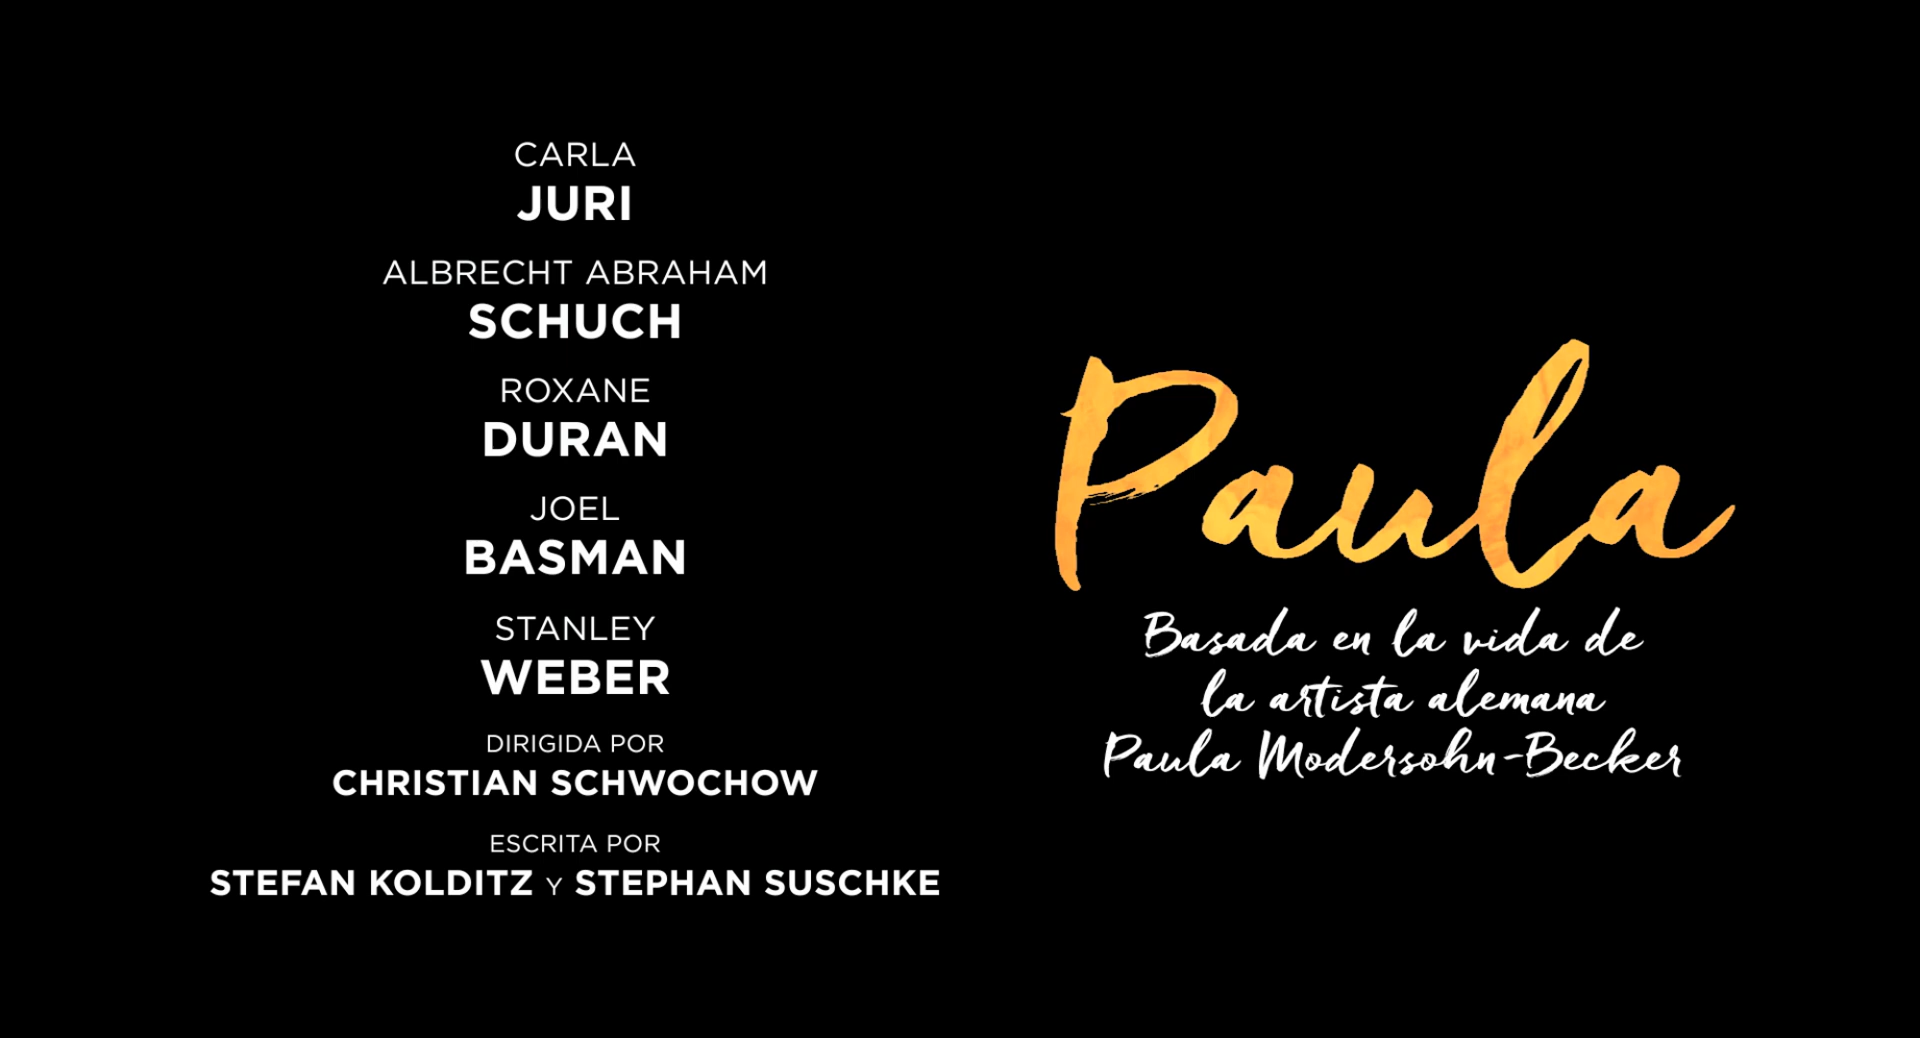 CARLA
JURI
ALBRECHT ABRAHAM
SCHUCH
ROXANE
DURAN
JOEL
BASMAN
STANLEY
WEBER
DIRIGIDA POR
CHRISTIAN SCHWOCHOW
ESCRITA POR
STEFAN KOLDITZ Y STEPHAN SUSCHKE
Paula
Basada en la vida de
la artista alemana
Paula Modersohn-Becker